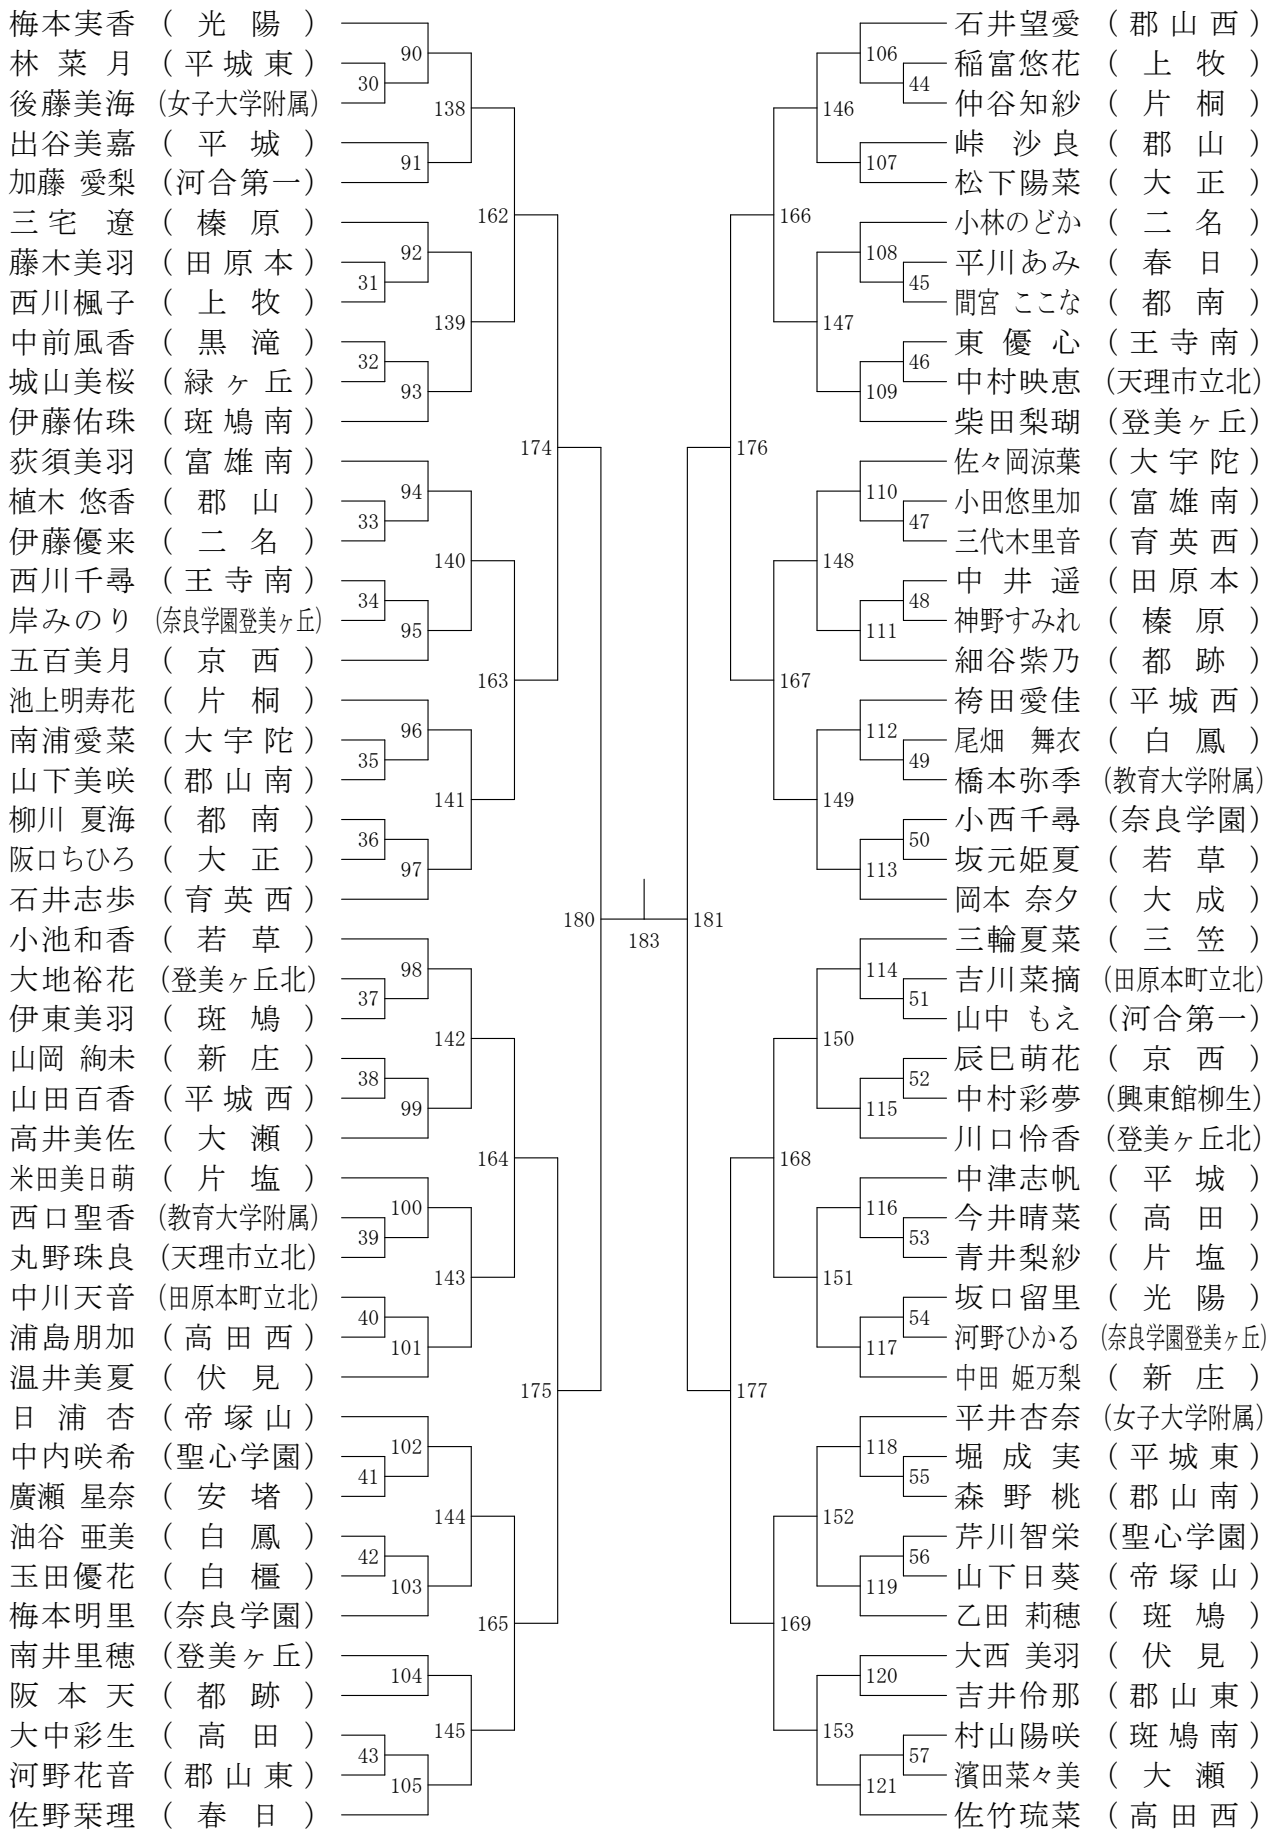 梅本実香 (光陽)
林菜月 (平城東)
後藤美海 (女子大学附属)
出谷美嘉 (平城)
加藤 愛梨 (河合第一)
三宅 遼 (榛原)
藤木美羽 (田原本)
西川楓子 (上牧)
中前風香 (黒滝)
城山美桜 (緑ヶ丘)
伊藤佑珠 (斑鳩南)
荻須美羽 (富雄南)
植木 悠香 (郡山)
伊藤優来 (二名)
西川千尋 (王寺南)
岸みのり (奈良学園登美ヶ丘)
五百美月 (京西)
池上明寿花 (片桐)
南浦愛菜 (大宇陀)
山下美咲 (郡山南)
柳川 夏海 (都南)
阪口ちひろ (大正)
石井志歩 (育英西)
小池和香 (若草)
大地裕花 (登美ヶ丘北)
伊東美羽 (斑鳩)
山岡 絢未 (新庄)
山田百香 (平城西)
高井美佐 (大瀬)
米田美日萌 (片塩)
西口聖香 (教育大学附属)
丸野珠良 (天理市立北)
中川天音 (田原本町立北)
浦島朋加 (高田西)
温井美夏 (伏見)
日浦杏 (帝塚山)
中内咲希 (聖心学園)
廣瀬 星奈 (安堵)
油谷 亜美 (白鳳)
玉田優花 (白橿)
梅本明里 (奈良学園)
南井里穂 (登美ヶ丘)
阪本天 (都跡)
大中彩生 (高田)
河野花音 (郡山東)
佐野栞理 (春日)
30
31
32
33
34
35
36
37
38
39
40
41
42
43
90
91
92
93
94
95
96
97
98
99
100
101
102
103
104
105
138
139
140
141
142
143
144
145
162
163
164
165
174
175
180
183
181
176
177
166
167
168
169
146
147
148
149
150
151
152
153
106
107
108
109
110
111
112
113
114
115
116
117
118
119
120
121
44
45
46
47
48
49
50
51
52
53
54
55
56
57
石井望愛 (郡山西)
稲富悠花 (上牧)
仲谷知紗 (片桐)
峠 沙良 (郡山)
松下陽菜 (大正)
小林のどか (二名)
平川あみ (春日)
間宮 ここな (都南)
東優心 (王寺南)
中村映恵 (天理市立北)
柴田梨瑚 (登美ヶ丘)
佐々岡涼葉 (大宇陀)
小田悠里加 (富雄南)
三代木里音 (育英西)
中井遥 (田原本)
神野すみれ (榛原)
細谷紫乃 (都跡)
袴田愛佳 (平城西)
尾畑 舞衣 (白鳳)
橋本弥季 (教育大学附属)
小西千尋 (奈良学園)
坂元姫夏 (若草)
岡本 奈夕 (大成)
三輪夏菜 (三笠)
吉川菜摘 (田原本町立北)
山中 もえ (河合第一)
辰巳萌花 (京西)
中村彩夢 (興東館柳生)
川口怜香 (登美ヶ丘北)
中津志帆 (平城)
今井晴菜 (高田)
青井梨紗 (片塩)
坂口留里 (光陽)
河野ひかる (奈良学園登美ヶ丘)
中田 姫万梨 (新庄)
平井杏奈 (女子大学附属)
堀成実 (平城東)
森野桃 (郡山南)
芹川智栄 (聖心学園)
山下日葵 (帝塚山)
乙田 莉穂 (斑鳩)
大西 美羽 (伏見)
吉井伶那 (郡山東)
村山陽咲 (斑鳩南)
濱田菜々美 (大瀬)
佐竹琉菜 (高田西)